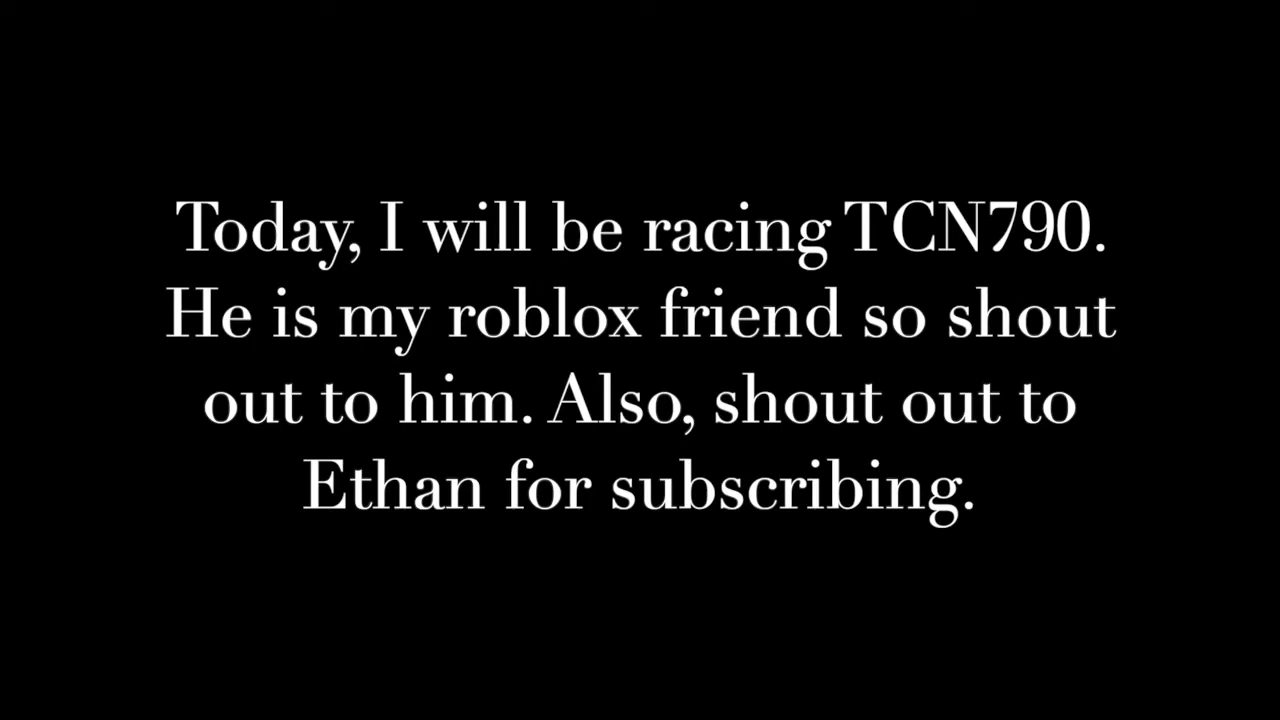 Today, I will be racing TCN790.
He is my roblox friend so shout
out to him. Also, shout out to
Ethan for subscribing.